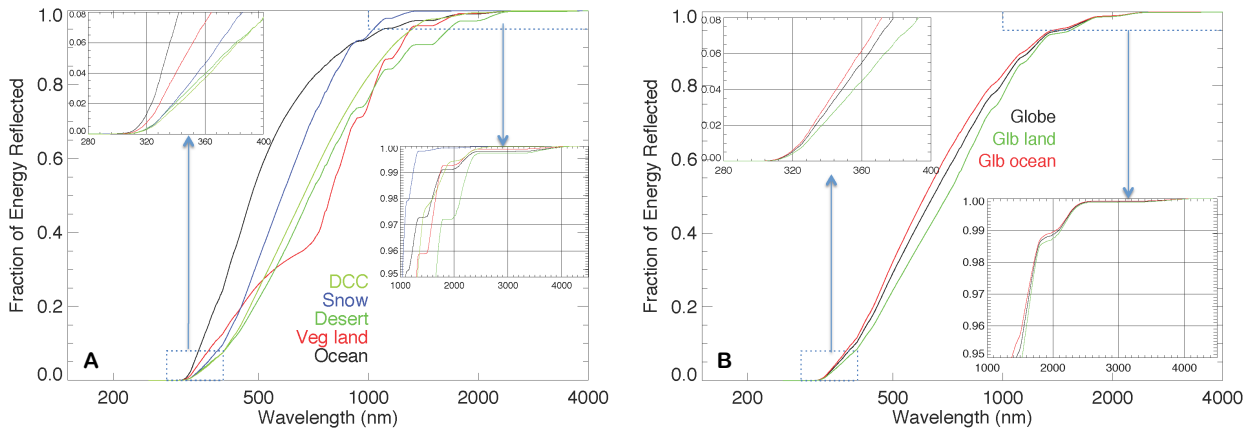 Fraction of Energy Reflected
1.0
0.8
0.6
0.4
0.2
0.0
0.08
0.06
0.04
0.02
0.00
280 320 360 400
1.00
0.99
0.98
0.97
0.96
0.95
1000 2000 3000 4000
DCC
Snow
Desert
Veg land
Ocean
A
200 500 1000 2000 4000
Wavelength (nm)
Fraction of Energy Reflected
1.0
0.8
0.6
0.4
0.2
0.0
0.08
0.06
0.04
0.02
0.00
280 320 360 400
Globe
Glb land
Glb ocean
1.00
0.99
0.98
0.97
0.96
0.95
1000 2000 3000 4000
B
200 500 1000 2000 4000
Wavelength (nm)